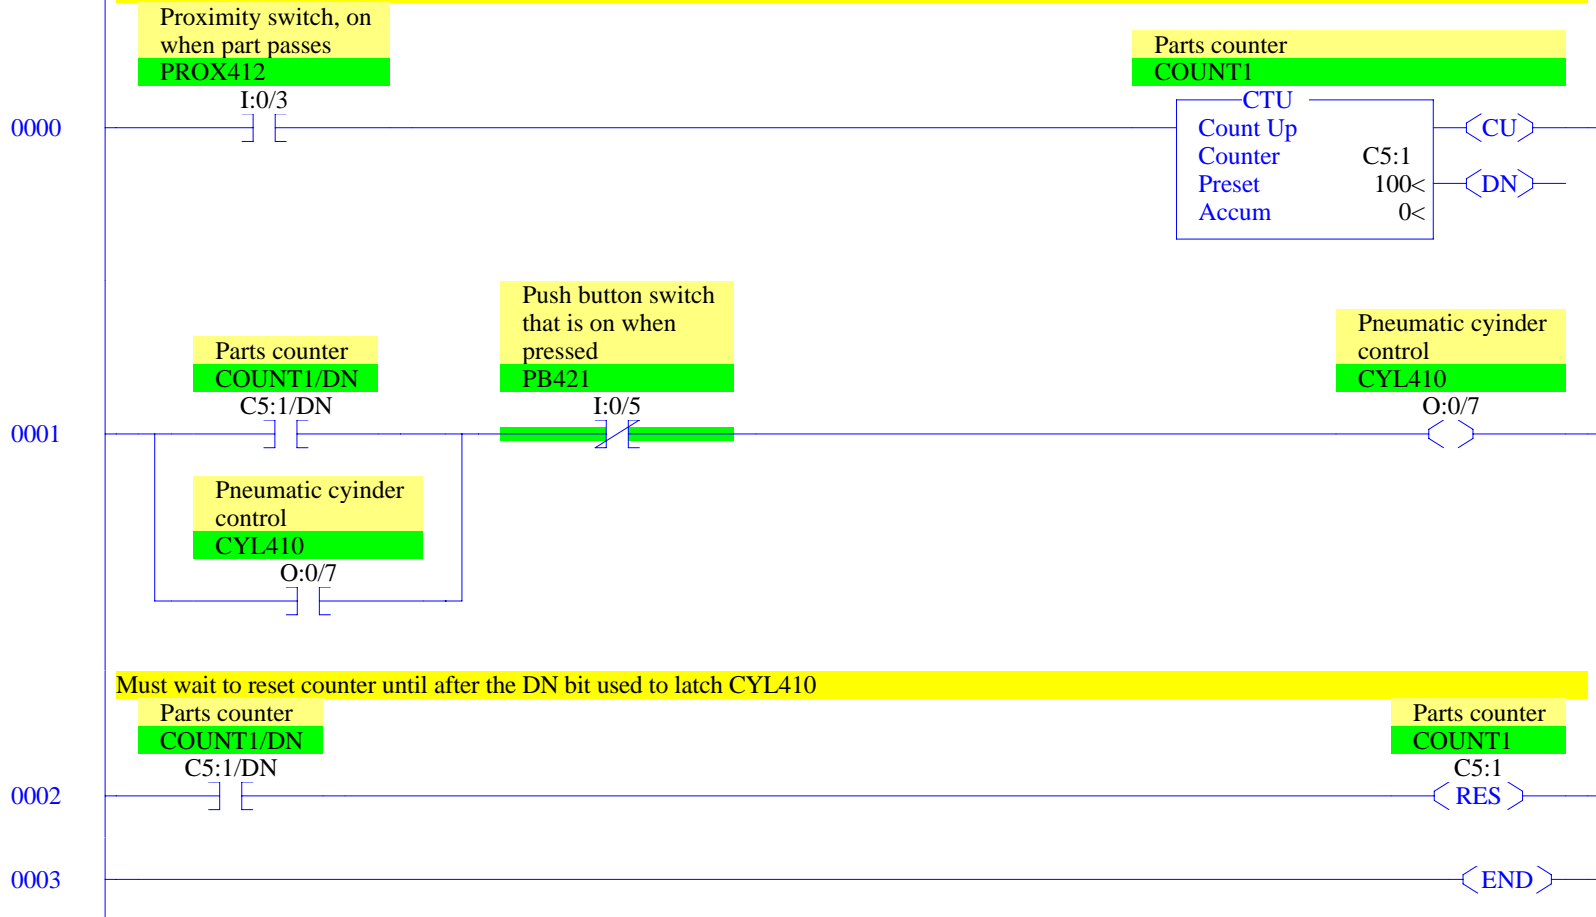 Proximity switch, on
when part passes
PROX412
I:0/3
Parts counter
COUNT1
0000
CTU
Count Up
Counter C5:1
Preset 100<
Accum 0<
CU
DN
Push button switch
that is on when
pressed
PB421
I:0/5
Parts counter
COUNT1/DN
C5:1/DN
Pneumatic cyinder
control
CYL410
O:0/7
0001
Pneumatic cyinder
control
CYL410
O:0/7
Must wait to reset counter until after the DN bit used to latch CYL410
Parts counter
COUNT1/DN
C5:1/DN
Parts counter
COUNT1
C5:1
0002
RES
0003
END